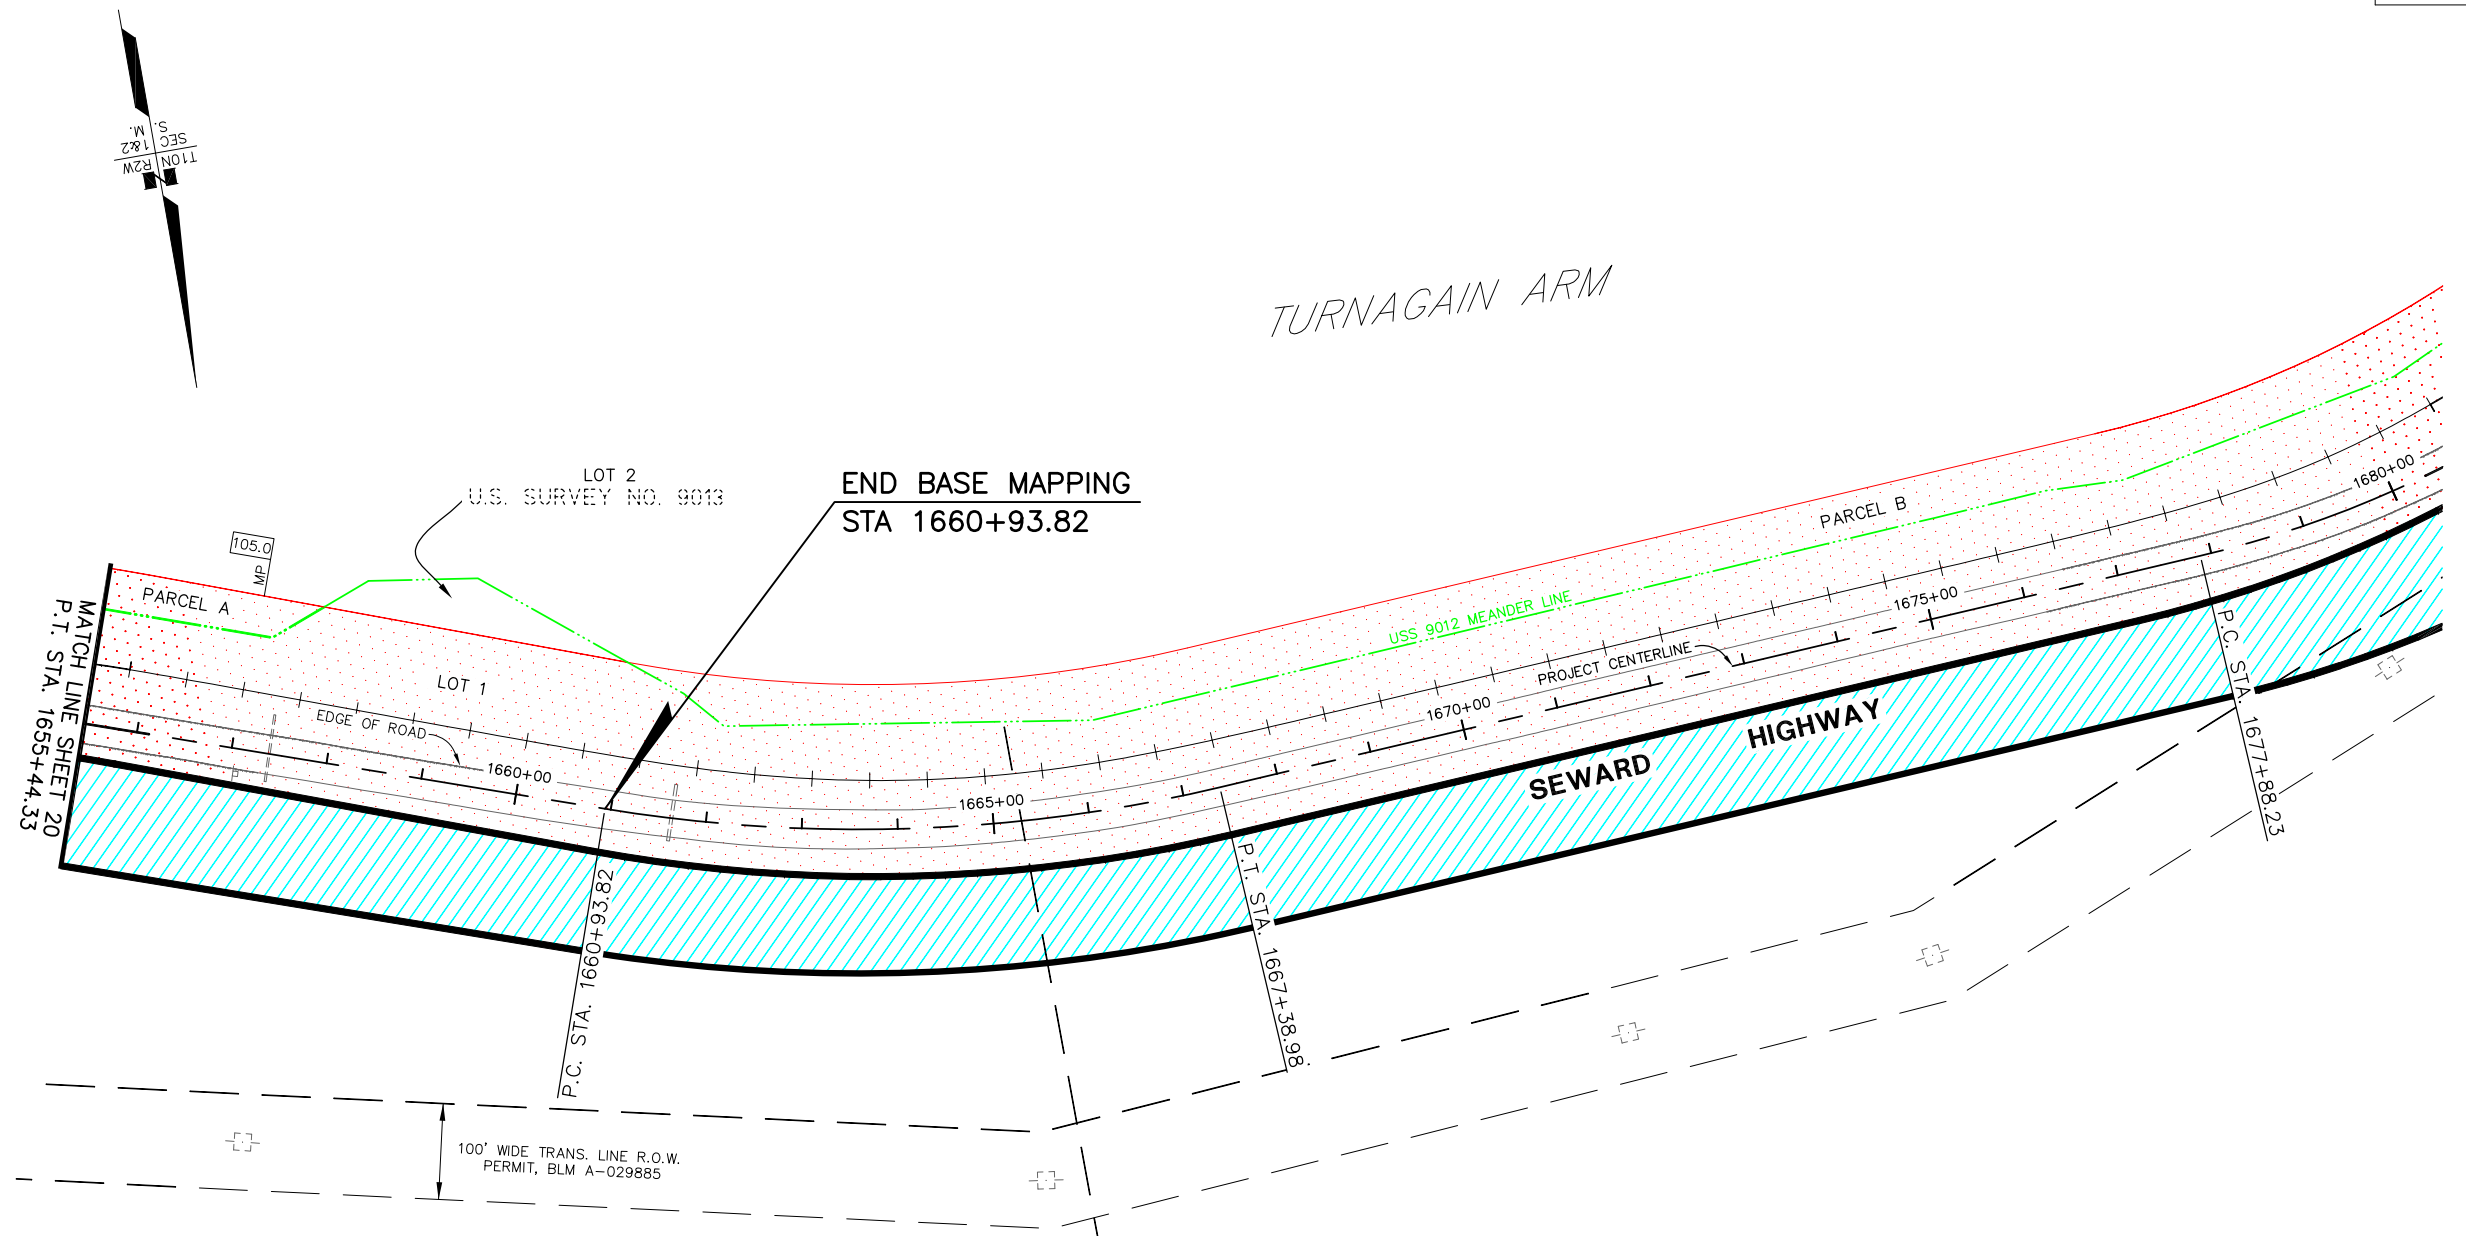 T10N R2W
SEC 1&2
S. M.
N
TURNAGAIN ARM
LOT 2
U.S. SURVEY NO. 9013
END BASE MAPPING
STA 1660+93.82
105.0
MP
PARCEL A
PARCEL B
LOT 1
EDGE OF ROAD
USS 9012 MEANDER LINE
PROJECT CENTERLINE
1660+00
1665+00
1670+00
1675+00
1680+00
SEWARD HIGHWAY
MATCH LINE SHEET 20
P.T. STA. 1655+44.33
P.C. STA. 1660+93.82
P.T. STA. 1667+38.98
P.C. STA. 1677+88.23
100' WIDE TRANS. LINE R.O.W.
PERMIT, BLM A-029885